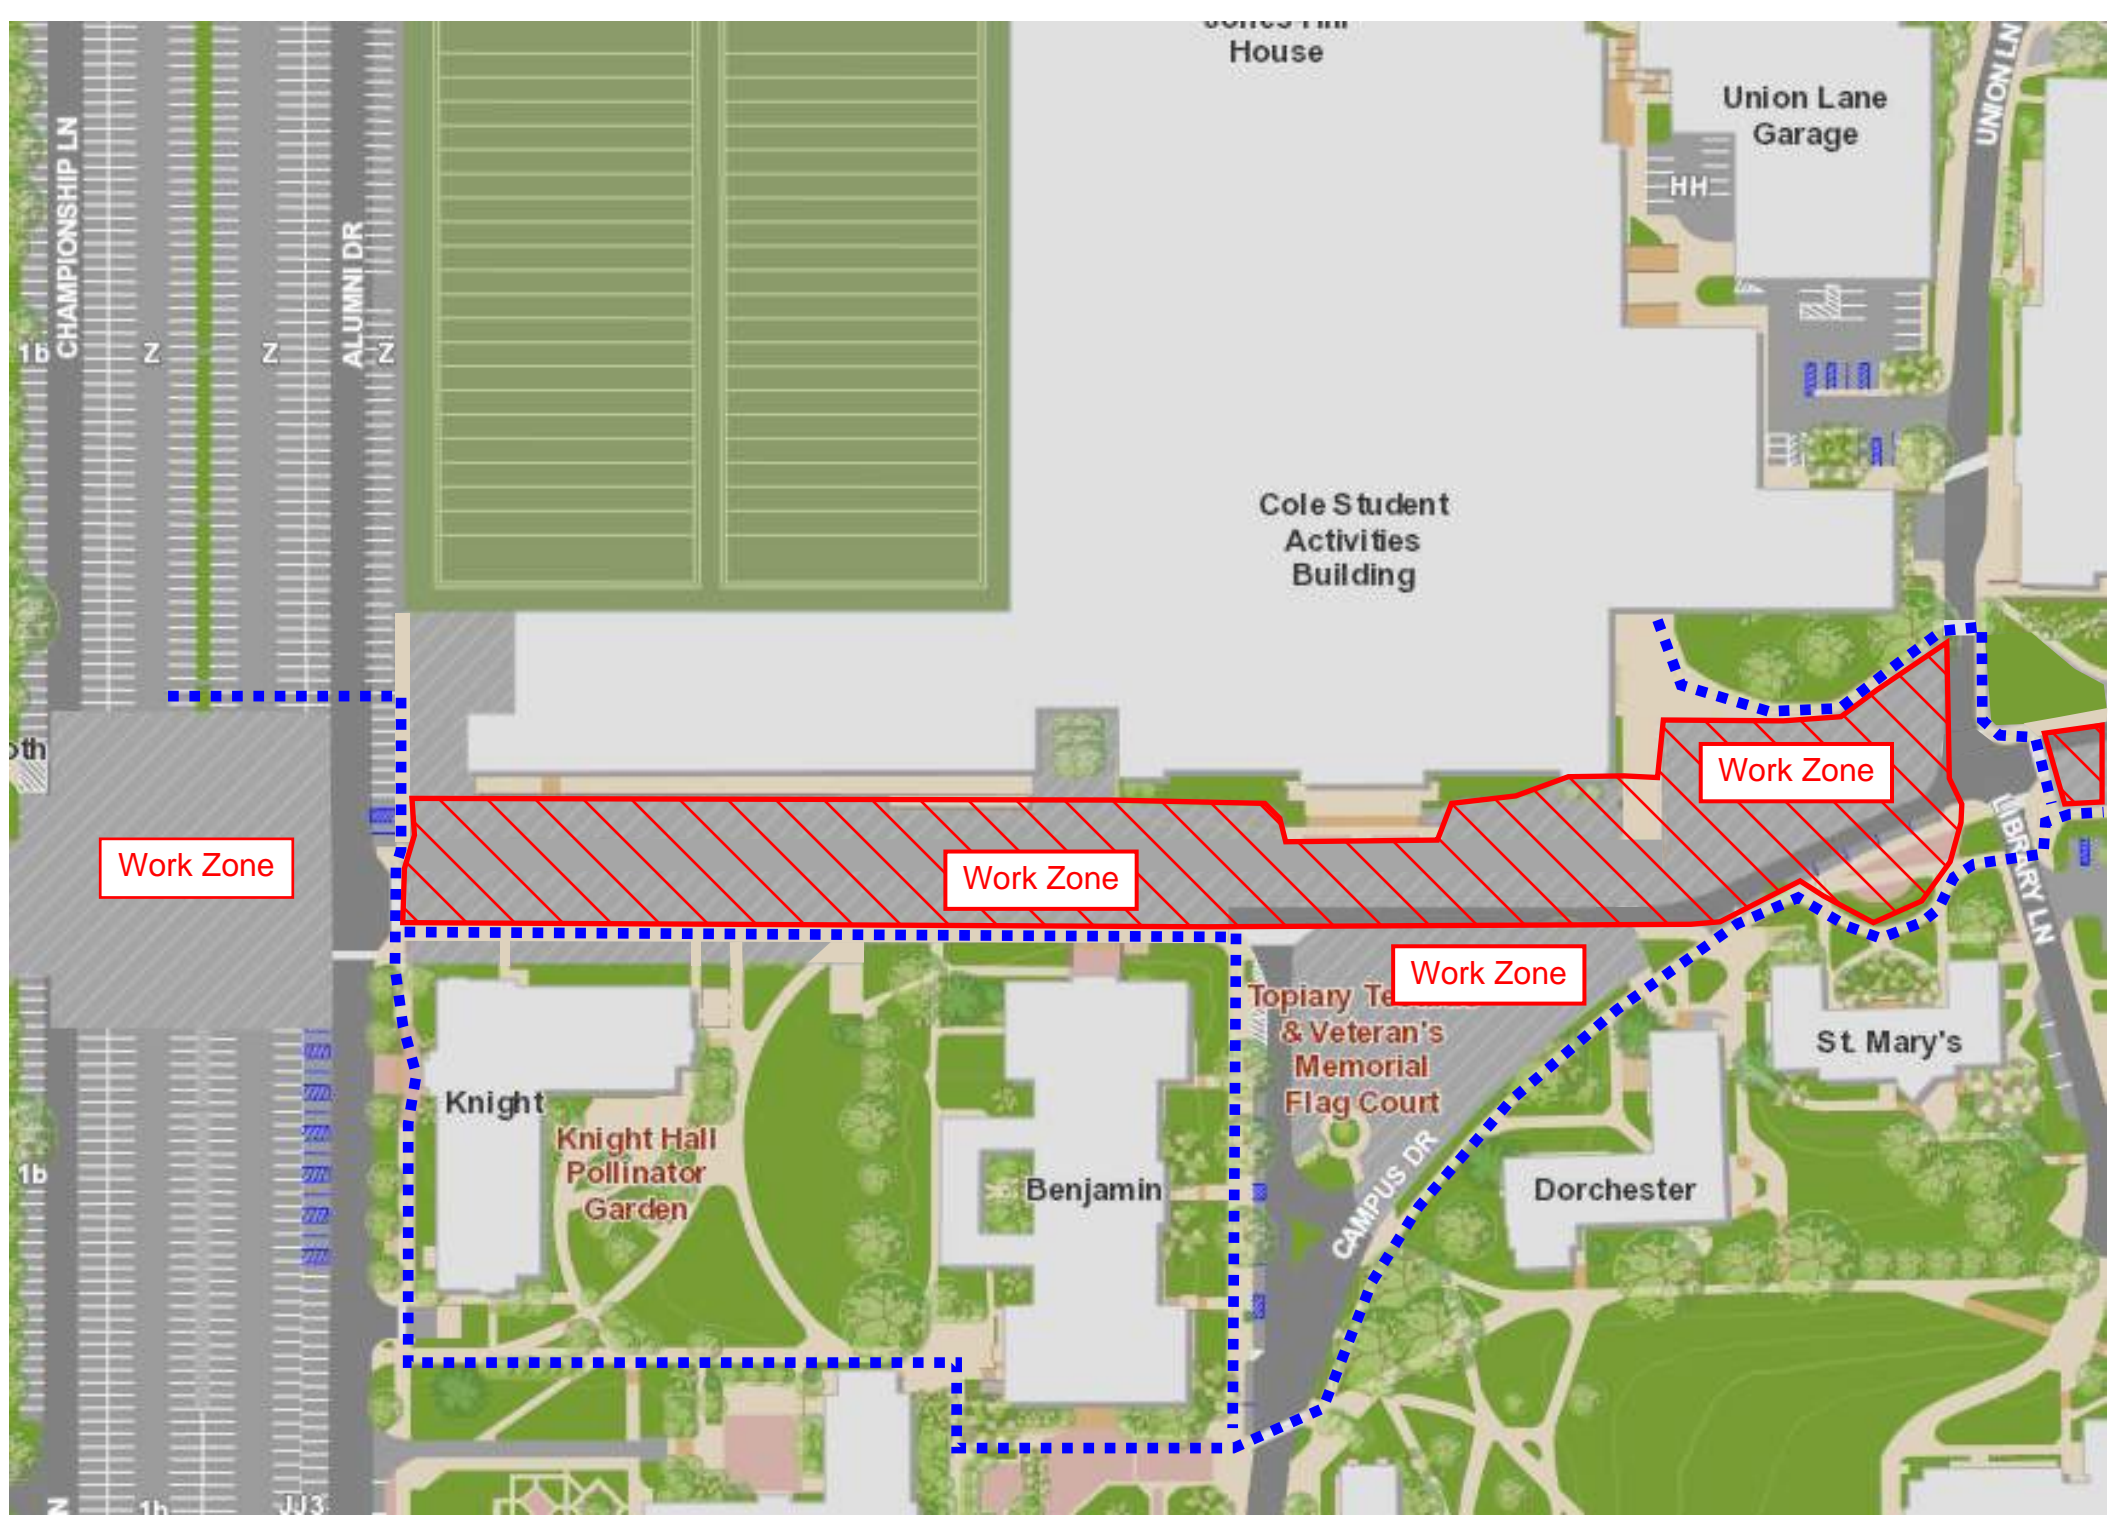 House
Union Lane
Garage
UNION LN
HH
CHAMPIONSHIP LN
ALUMNI DR
1b
Z
Z
Z
Cole Student
Activities
Building
Work Zone
Work Zone
Work Zone
Work Zone
LIBRARY LN
Topiary
& Veteran's
Memorial
Flag Court
St. Mary's
Knight
Knight Hall
Pollinator
Garden
Benjamin
Dorchester
CAMPUS DR
1b
1b
JJ3